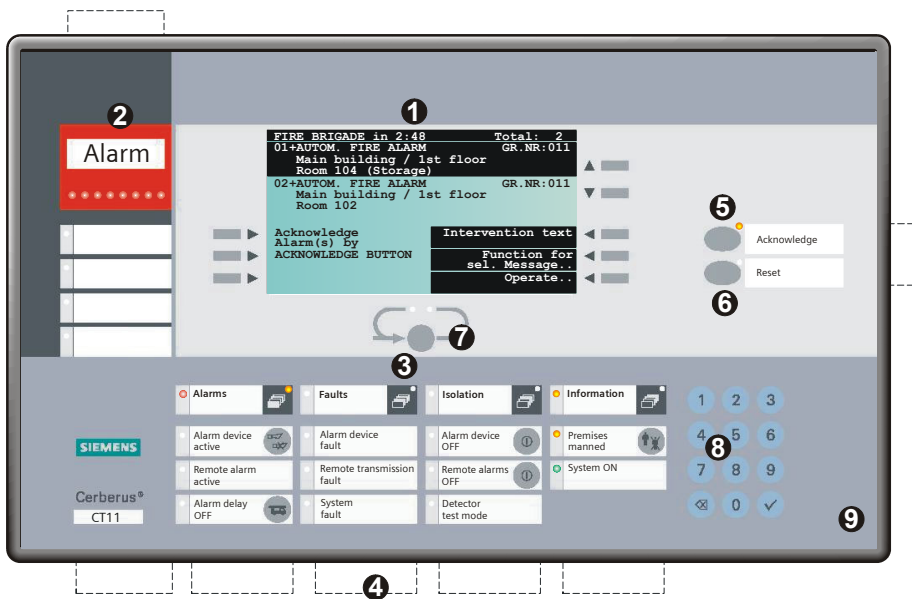 1
2
Alarm
FIRE BRIGADE in 2:48 Total: 2
01+AUTOM. FIRE ALARM GR.NR:011
Main building / 1st floor
Room 104 (Storage)
02+AUTOM. FIRE ALARM GR.NR:011
Main building / 1st floor
Room 102
Acknowledge
Alarm(s) by
ACKNOWLEDGE BUTTON
Intervention text
Function for
sel. Message..
Operate..
5
Acknowledge
Reset
6
7
3
Alarms
Faults
Isolation
Information
Alarm device
active
Alarm device
fault
Alarm device
OFF
Premises
manned
Remote alarm
active
Remote transmission
fault
Remote alarms
OFF
System ON
Alarm delay
OFF
System
fault
Detector
test mode
SIEMENS
Cerberus®
CT11
1 2 3
4 5 6
8
7 8 9
0
9
4